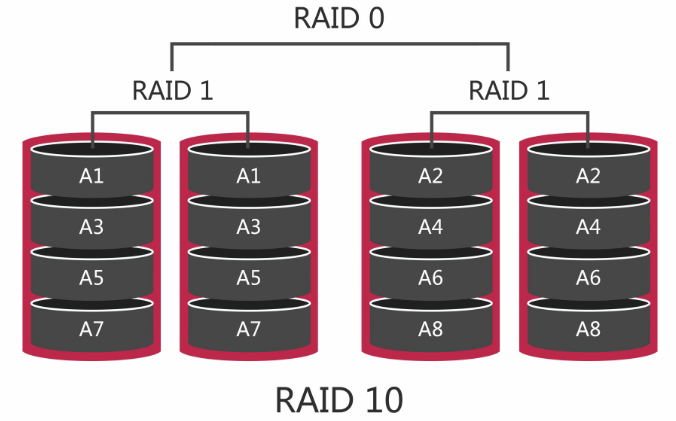 RAID 0
RAID 1 RAID 1
A1 A1 A2 A2
A3 A3 A4 A4
A5 A5 A6 A6
A7 A7 A8 A8
RAID 10